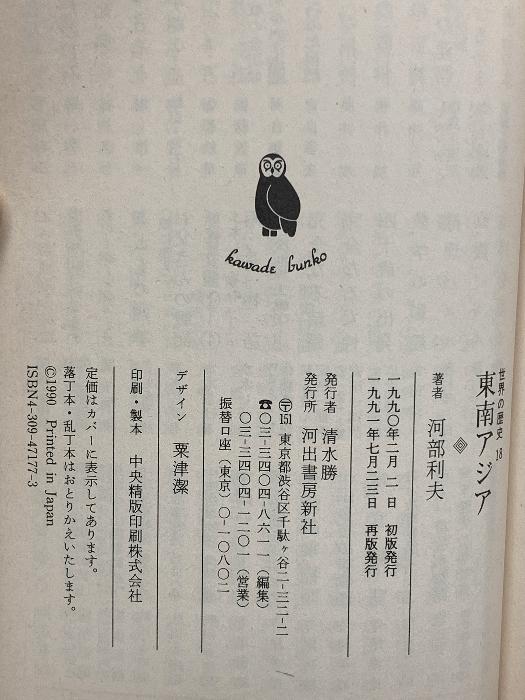 kawade bunko
世界の歴史 18
東南アジア
著者 河部利夫
一九九〇年二月二日 初版発行
一九九一年七月二三日 再版発行
発行者 清水勝
発行所 河出書房新社
〒151 東京都渋谷区千駄ヶ谷二-三二-二
☎〇三-三四〇四-八六一一（編集）
〇三-三四〇四-一二〇一（営業）
振替口座（東京）〇-一〇八〇二
デザイン 粟津潔
印刷・製本 中央精版印刷株式会社
定価はカバーに表示してあります。
落丁本・乱丁本はおとりかえいたします。
©1990 Printed in Japan
ISBN4-309-47177-3